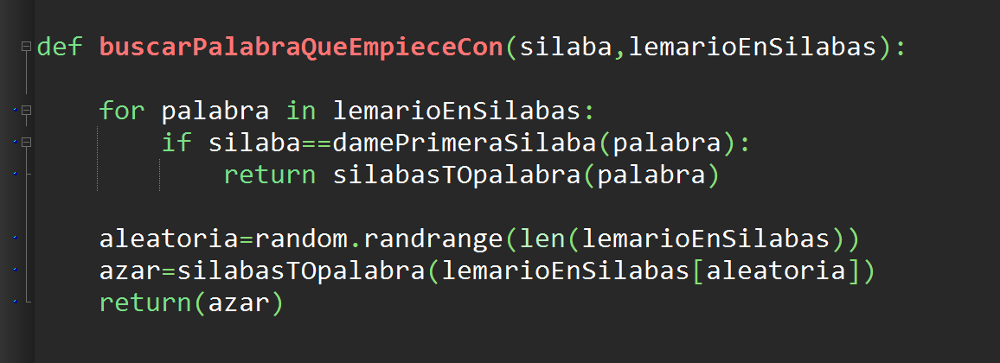 def buscarPalabraQueEmpieceCon(silaba,lemarioEnSilabas):
for palabra in lemarioEnSilabas:
if silaba==damePrimeraSilaba(palabra):
return silabasTOpalabra(palabra)
aleatoria=random.randrange(len(lemarioEnSilabas))
azar=silabasTOpalabra(lemarioEnSilabas[aleatoria])
return(azar)